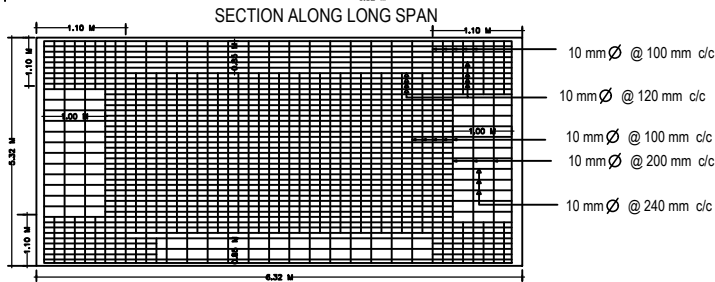 SECTION ALONG LONG SPAN
1.10 M
1.10 M
10 mm Ø @ 100 mm c/c
1.10 M
10 mm Ø @ 120 mm c/c
1.00 M
1.00 M
10 mm Ø @ 100 mm c/c
10 mm Ø @ 200 mm c/c
10 mm Ø @ 240 mm c/c
1.10 M
6.32 M